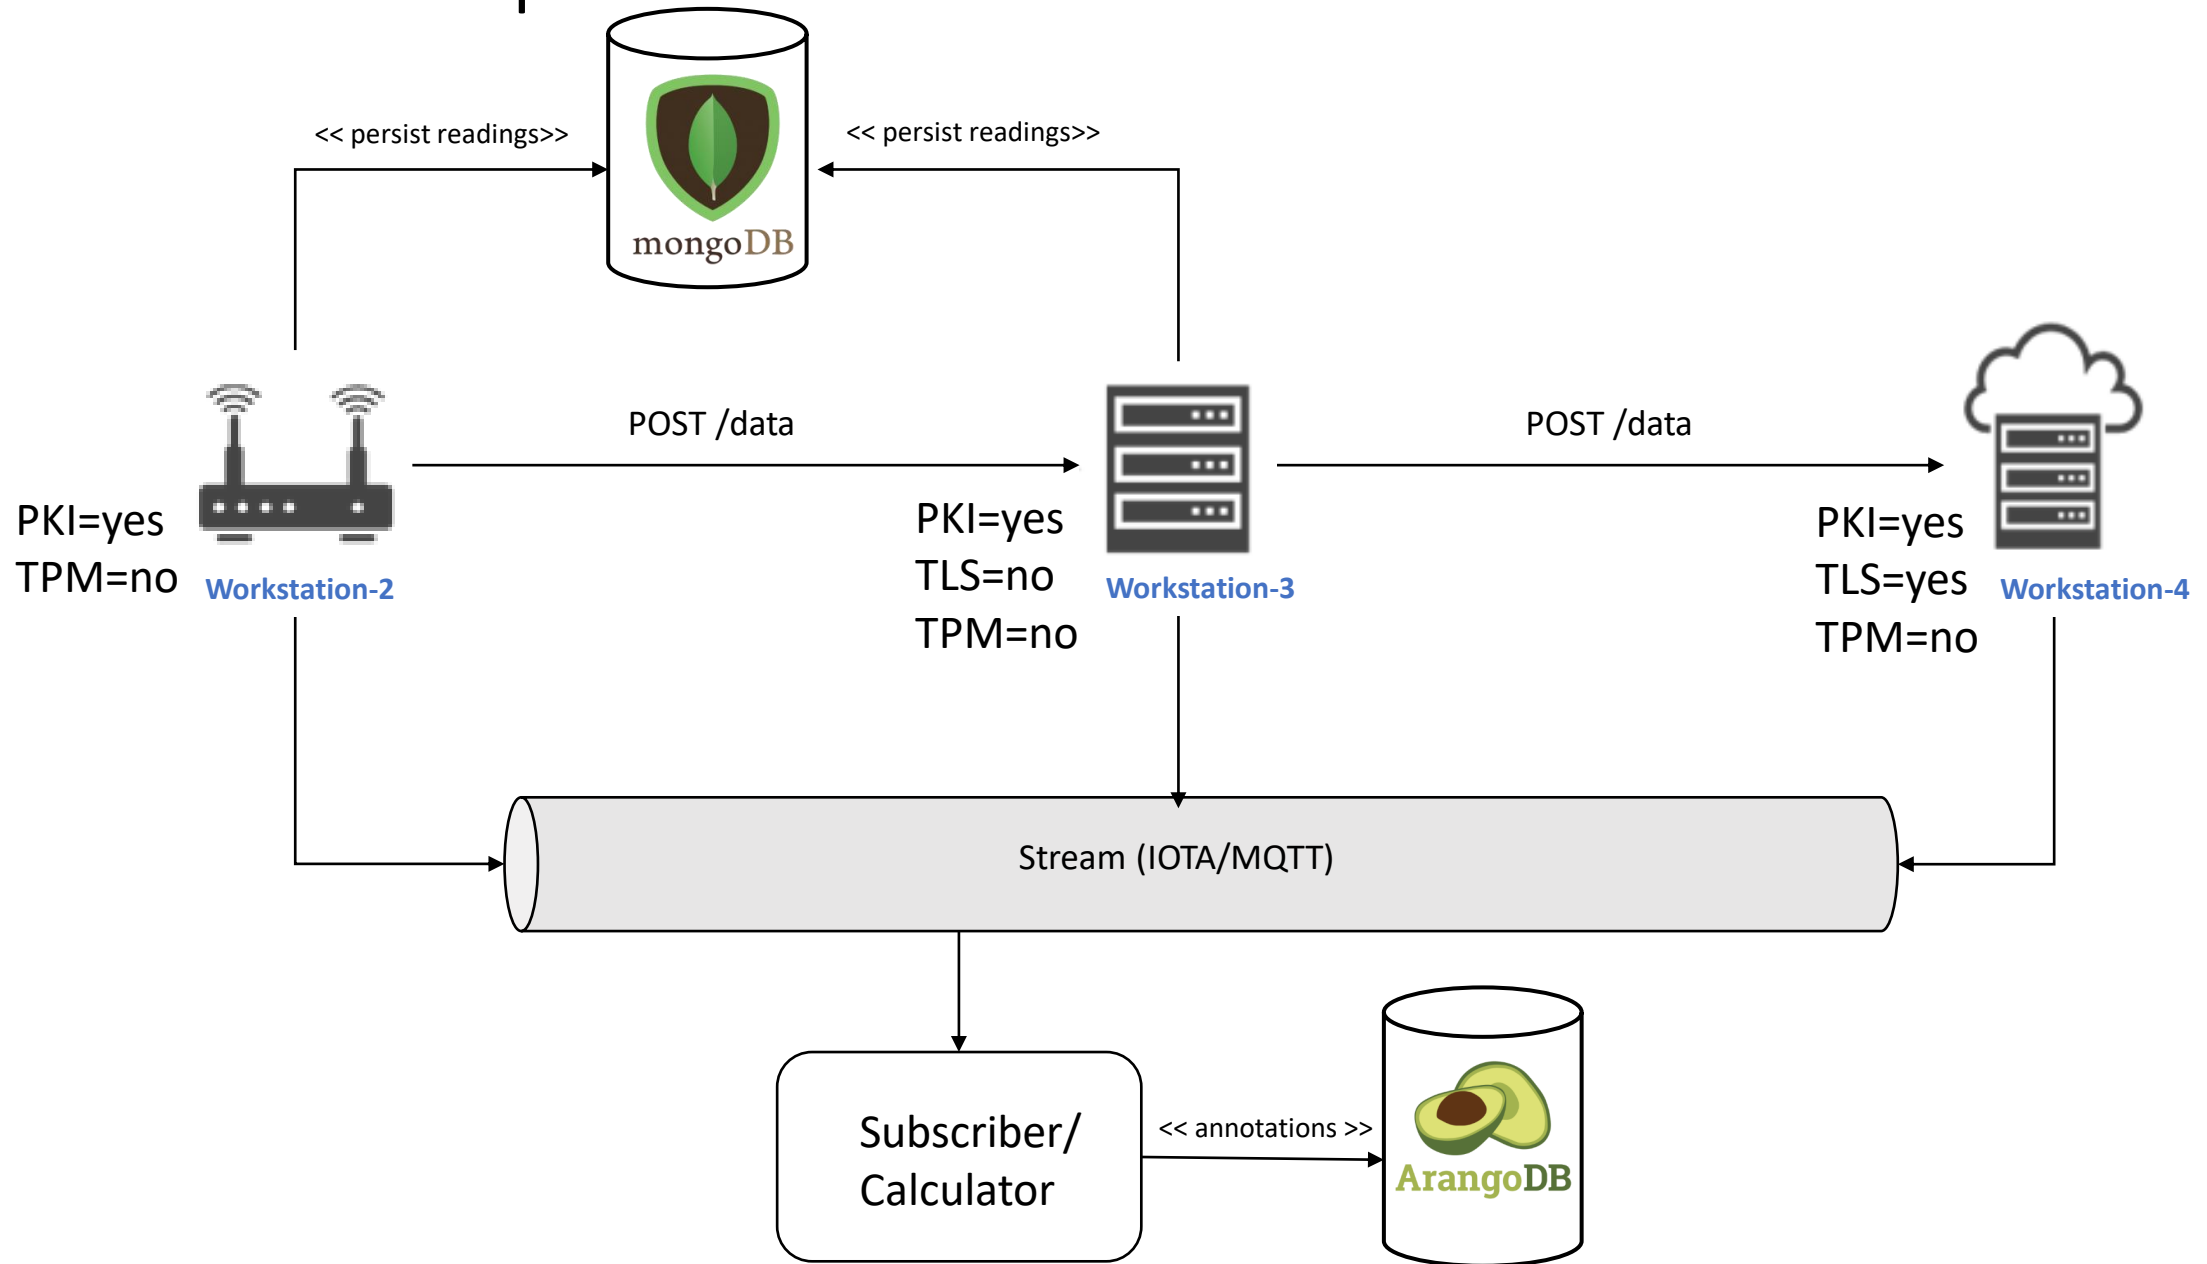 << persist readings>>
<< persist readings>>
mongoDB
POST /data
POST /data
PKI=yes
TPM=no
Workstation-2
PKI=yes
TLS=no
TPM=no
Workstation-3
PKI=yes
TLS=yes
TPM=no
Workstation-4
Stream (IOTA/MQTT)
Subscriber/
Calculator
<< annotations >>
ArangoDB